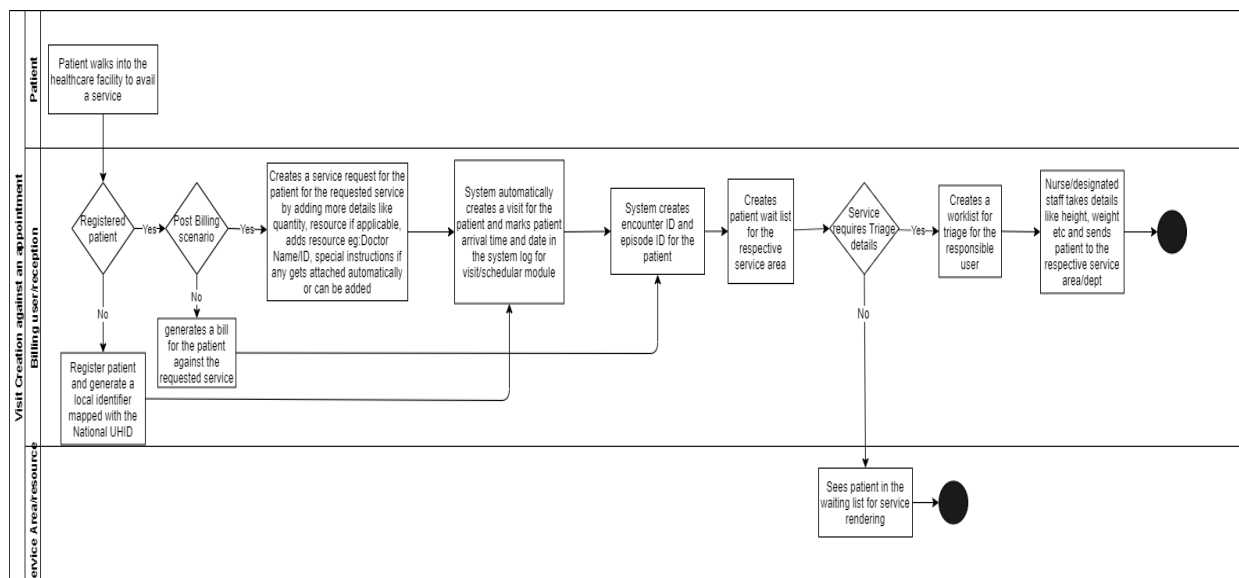 Visit Creation against an appointment
Patient
Patient walks into the
healthcare facility to avail
a service
Billing user/reception
Registered
patient
Yes
Post Billing
scenario
Yes
Creates a service request for the
patient for the requested service
by adding more details like
quantity, resource if applicable,
adds resource eg:Doctor
Name/ID, special instructions if
any gets attached automatically
or can be added
System automatically
creates a visit for the
patient and marks patient
arrival time and date in
the system log for
visit/schedular module
System creates
encounter ID and
episode ID for the
patient
Creates
patient wait list
for the
respective
service area
Service
requires Triage
details
Yes
Creates a
worklist for
triage for the
responsible
user
Nurse/designated
staff takes details
like height, weight
etc and sends
patient to the
respective service
area/dept
No
No
No
generates a bill
for the patient
against the
requested service
Register patient
and generate a
local identifier
mapped with the
National UHID
ervice Area/resource
Sees patient in the
waiting list for service
rendering